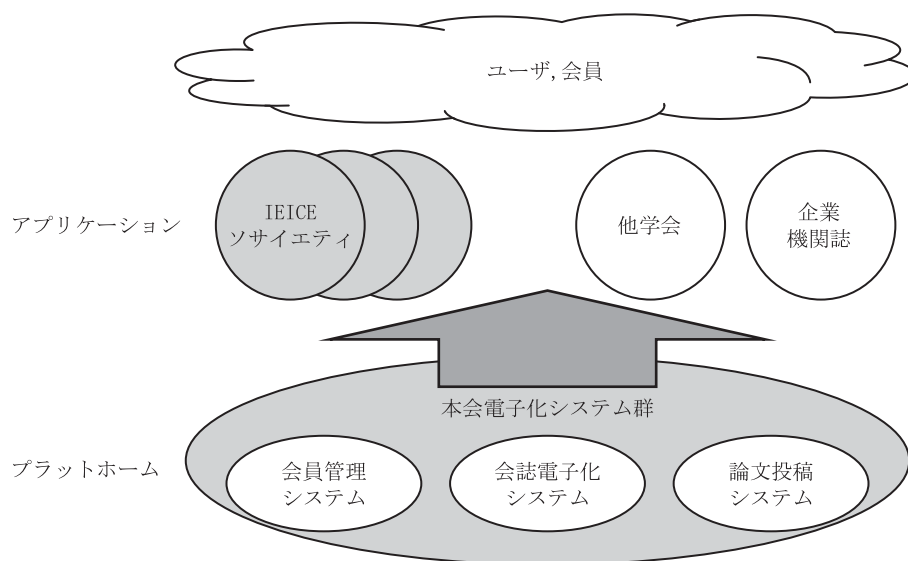 ユーザ, 会員
アプリケーション
IEICE
ソサイエティ
他学会
企業
機関誌
本会電子化システム群
プラットホーム
会員管理
システム
会誌電子化
システム
論文投稿
システム